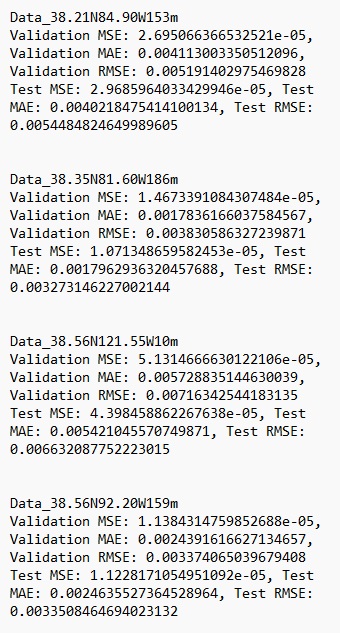 Data_38.21N84.90W153m
Validation MSE: 2.695066366532521e-05,
Validation MAE: 0.004113003350512096,
Validation RMSE: 0.005191402975469828
Test MSE: 2.9685964033429946e-05, Test
MAE: 0.0040218475414100134, Test RMSE:
0.0054484824649989605
Data_38.35N81.60W186m
Validation MSE: 1.4673391084307484e-05,
Validation MAE: 0.0017836166037584567,
Validation RMSE: 0.003830586327239871
Test MSE: 1.071348659582453e-05, Test
MAE: 0.0017962936320457688, Test RMSE:
0.003273146227002144
Data_38.56N121.55W10m
Validation MSE: 5.1314666630122106e-05,
Validation MAE: 0.005728835144630039,
Validation RMSE: 0.00716342544183135
Test MSE: 4.398458862267638e-05, Test
MAE: 0.005421045570749871, Test RMSE:
0.006632087752223015
Data_38.56N92.20W159m
Validation MSE: 1.1384314759852688e-05,
Validation MAE: 0.0024391616627134657,
Validation RMSE: 0.003374065039679408
Test MSE: 1.1228171054951092e-05, Test
MAE: 0.0024635527364528964, Test RMSE:
0.0033508464694023132